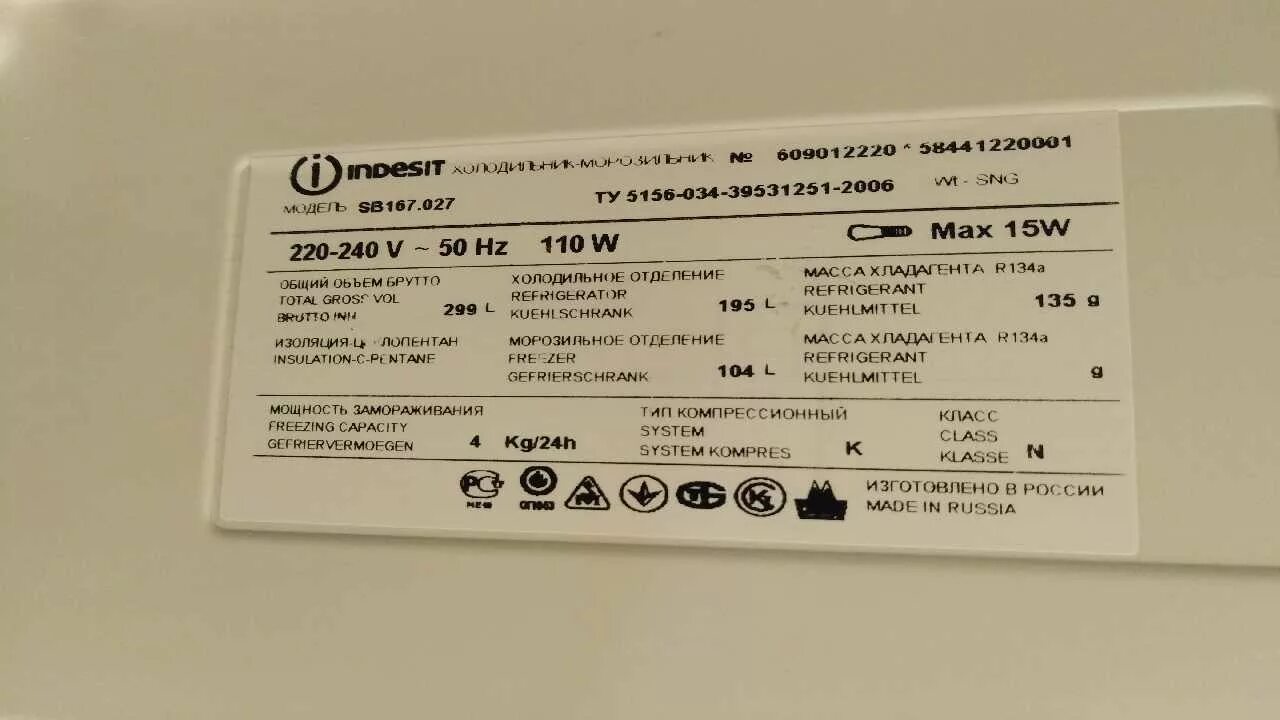 indesit ХОЛОДИЛЬНИК-МОРОЗИЛЬНИК № 609012220 * 58441220001
МОДЕЛЬ SB167.027 ТУ 5156-034-39531251-2006 Wt - SNG
220-240 V ~ 50 Hz 110 W Max 15W
ОБЩИЙ ОБЪЕМ БРУТТО
TOTAL GROSS VOL
BRUTTO INH 299 L
ХОЛОДИЛЬНОЕ ОТДЕЛЕНИЕ
REFRIGERATOR
KUEHLSCHRANK 195 L
МАССА ХЛАДАГЕНТА R134a
REFRIGERANT
KUEHLMITTEL 135 g
ИЗОЛЯЦИЯ-Ц
INSULATION-C-PENTANE
МОРОЗИЛЬНОЕ ОТДЕЛЕНИЕ
FREEZER
GEFRIERSCHRANK 104 L
МАССА ХЛАДАГЕНТА R134a
REFRIGERANT
KUEHLMITTEL g
МОЩНОСТЬ ЗАМОРАЖИВАНИЯ
FREEZING CAPACITY
GEFRIERVERMOEGEN 4 Kg/24h
ТИП КОМПРЕССИОННЫЙ
SYSTEM
SYSTEM KOMPRES K
КЛАСС
CLASS
KLASSE N
РСТ
ИЗГОТОВЛЕНО В РОССИИ
MADE IN RUSSIA